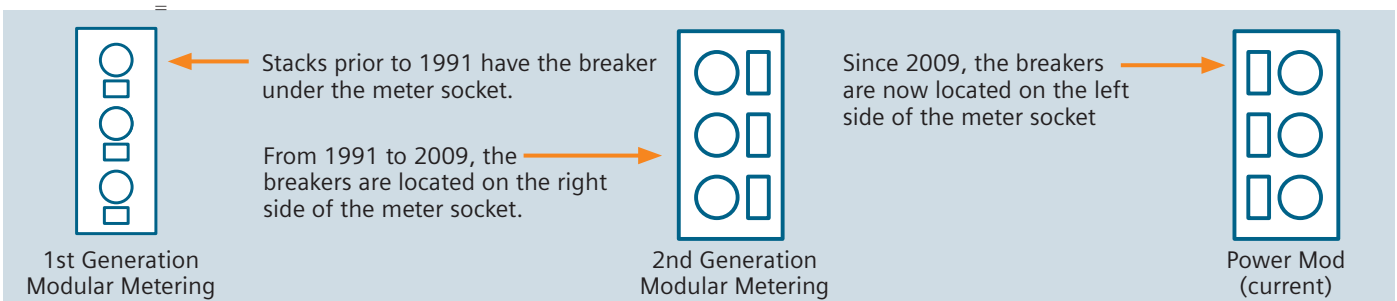 Stacks prior to 1991 have the breaker
under the meter socket.
From 1991 to 2009, the
breakers are located on the right
side of the meter socket.
Since 2009, the breakers
are now located on the left
side of the meter socket
1st Generation
Modular Metering
2nd Generation
Modular Metering
Power Mod
(current)